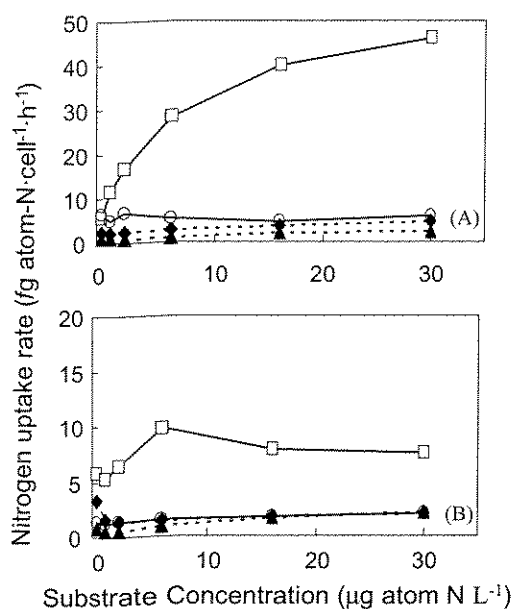 Nitrogen uptake rate (fg atom-N·cell⁻¹·h⁻¹)
50
40
30
20
10
0
(A)
0 10 20 30
20
15
10
5
0
(B)
0 10 20 30
Substrate Concentration (µg atom N L⁻¹)